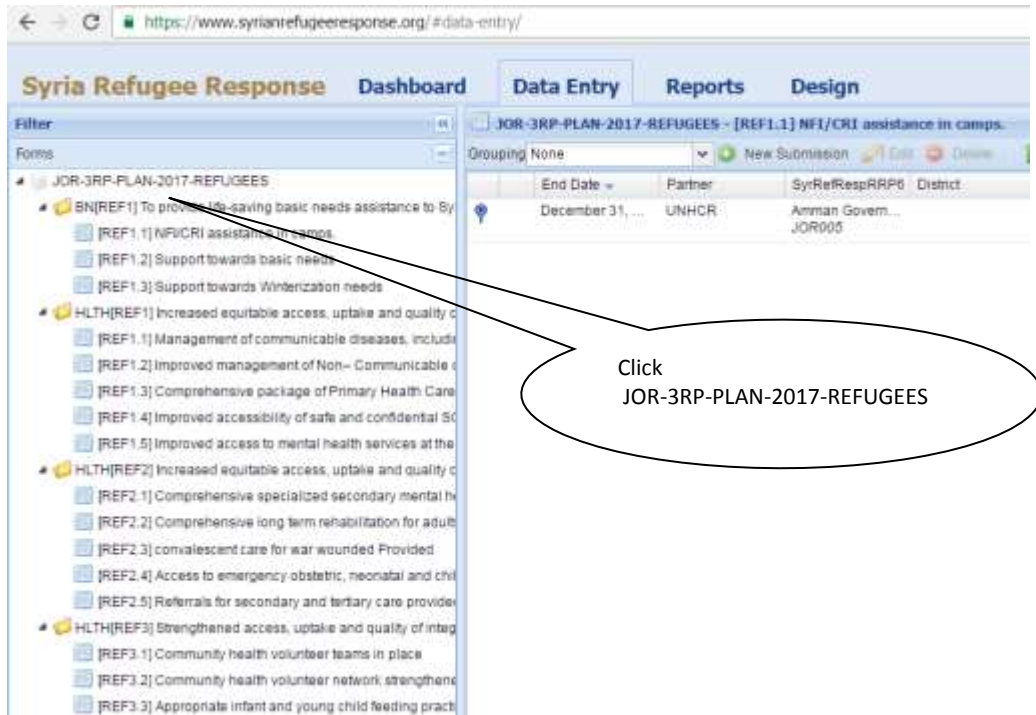 https://www.syrianrefugeeresponse.org/#data-entry/
Syria Refugee Response Dashboard Data Entry Reports Design
Filter
JOR-3RP-PLAN-2017-REFUGEES - [REF1.1] NFI/CRI assistance in camps.
Forms
Grouping None New Submission Edit Delete
JOR-3RP-PLAN-2017-REFUGEES
End Date Partner SyrRefRespRRP6 District
BN[REF1] To provide life-saving basic needs assistance to Sy
December 31, ... UNHCR Amman Govern...
JOR005
[REF1.1] NFI/CRI assistance in camps.
[REF1.2] Support towards basic needs
[REF1.3] Support towards Winterization needs
HLTH[REF1] Increased equitable access, uptake and quality o
[REF1.1] Management of communicable diseases, includi
[REF1.2] Improved management of Non– Communicable
[REF1.3] Comprehensive package of Primary Health Care
[REF1.4] Improved accessibility of safe and confidential
[REF1.5] Improved access to mental health services at the
HLTH[REF2] Increased equitable access, uptake and quality o
[REF2.1] Comprehensive specialized secondary mental h
[REF2.2] Comprehensive long term rehabilitation for adult
[REF2.3] convalescent care for war wounded Provided
[REF2.4] Access to emergency obstetric, neonatal and chi
[REF2.5] Referrals for secondary and tertiary care provide
HLTH[REF3] Strengthened access, uptake and quality of integ
[REF3.1] Community health volunteer teams in place
[REF3.2] Community health volunteer network strengthene
[REF3.3] Appropriate infant and young child feeding pract
Click
JOR-3RP-PLAN-2017-REFUGEES